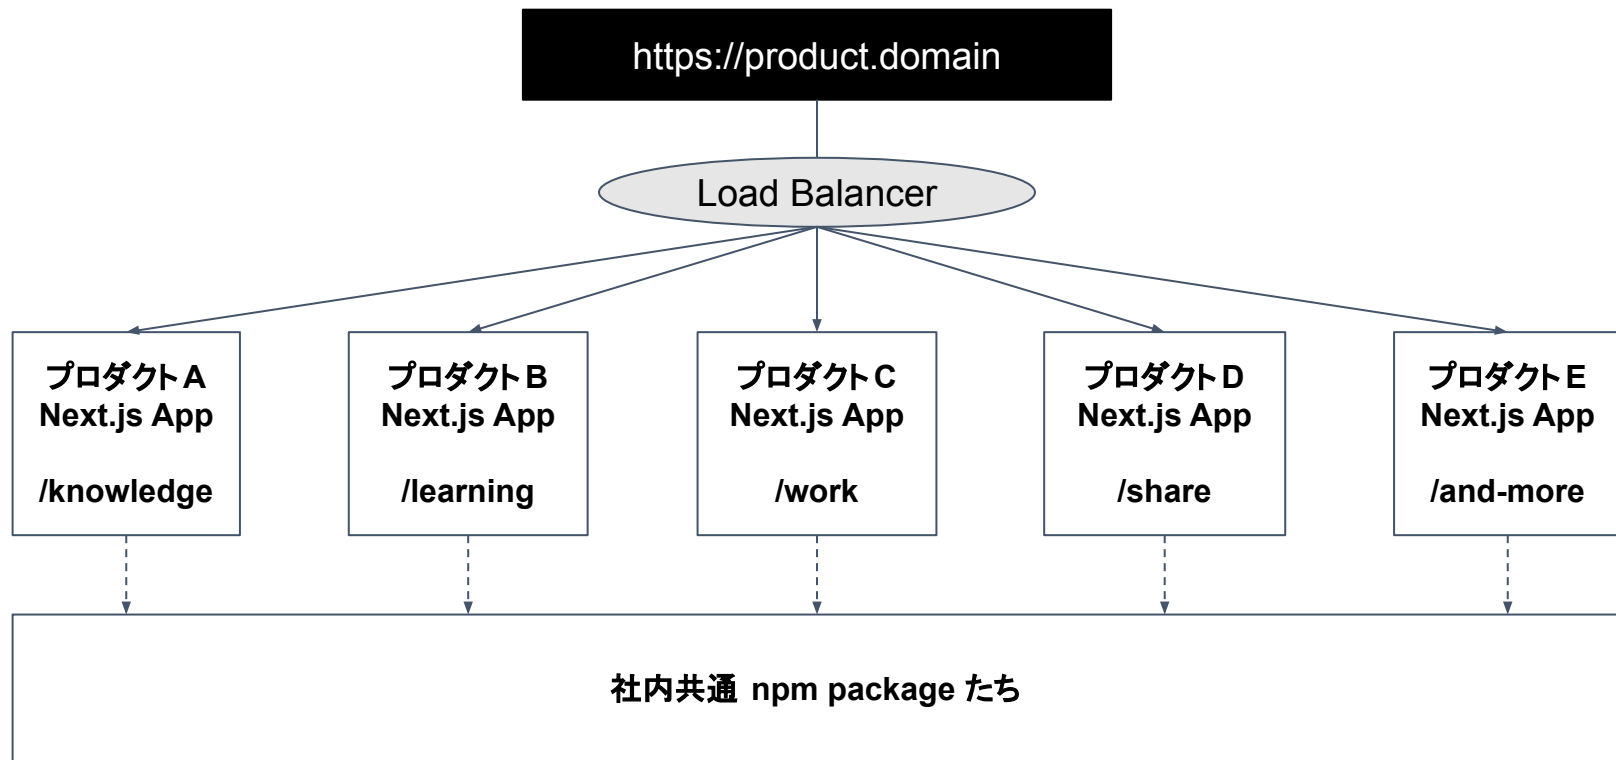 https://product.domain
Load Balancer
プロダクトA
Next.js App
/knowledge
プロダクトB
Next.js App
/learning
プロダクトC
Next.js App
/work
プロダクトD
Next.js App
/share
プロダクトE
Next.js App
/and-more
社内共通 npm package たち